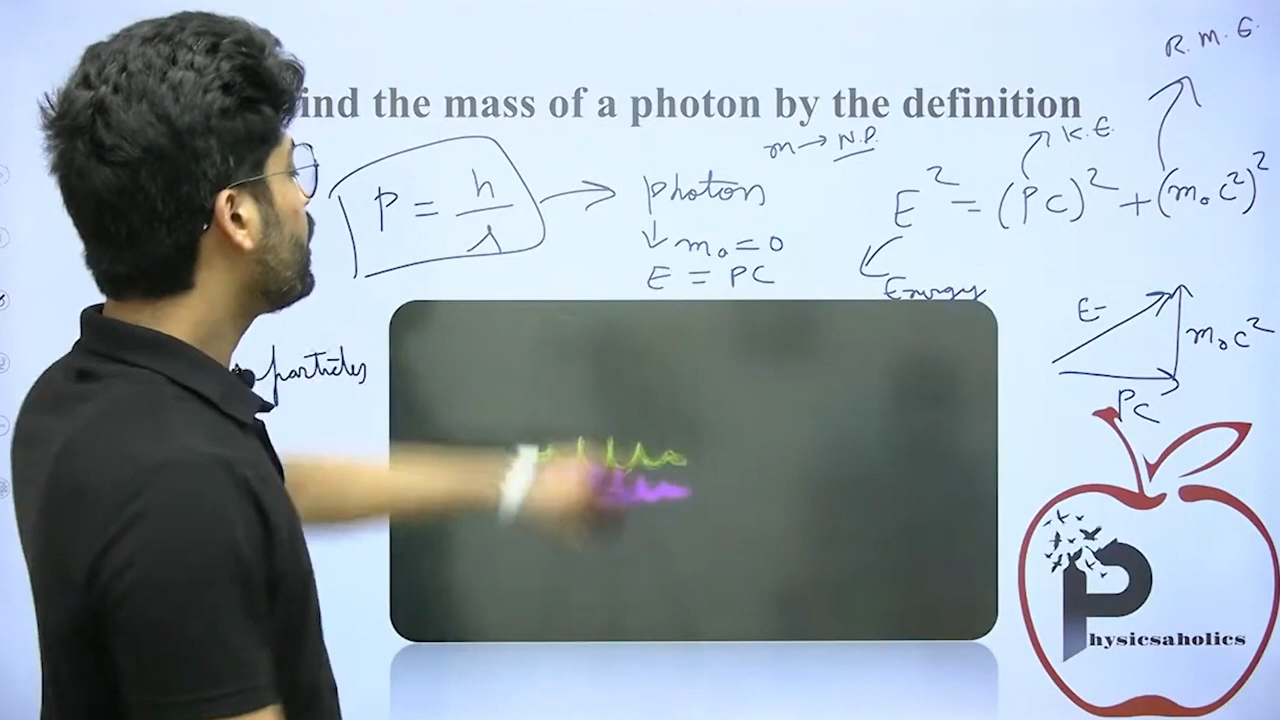 R. M. E.
ind the mass of a photon by the definition
m → N.P.
K.E.
P = h/λ → photon
E² = (PC)² + (m₀c²)²
↓ m₀ = 0
E = PC
Energy
E
m₀c²
particles
PC
Physicsaholics